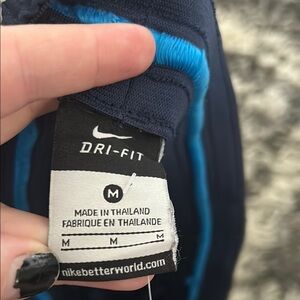 DRI-FIT
M
MADE IN THAILAND
FABRIQUE EN THAILANDE
M M M
nikebetterworld.com